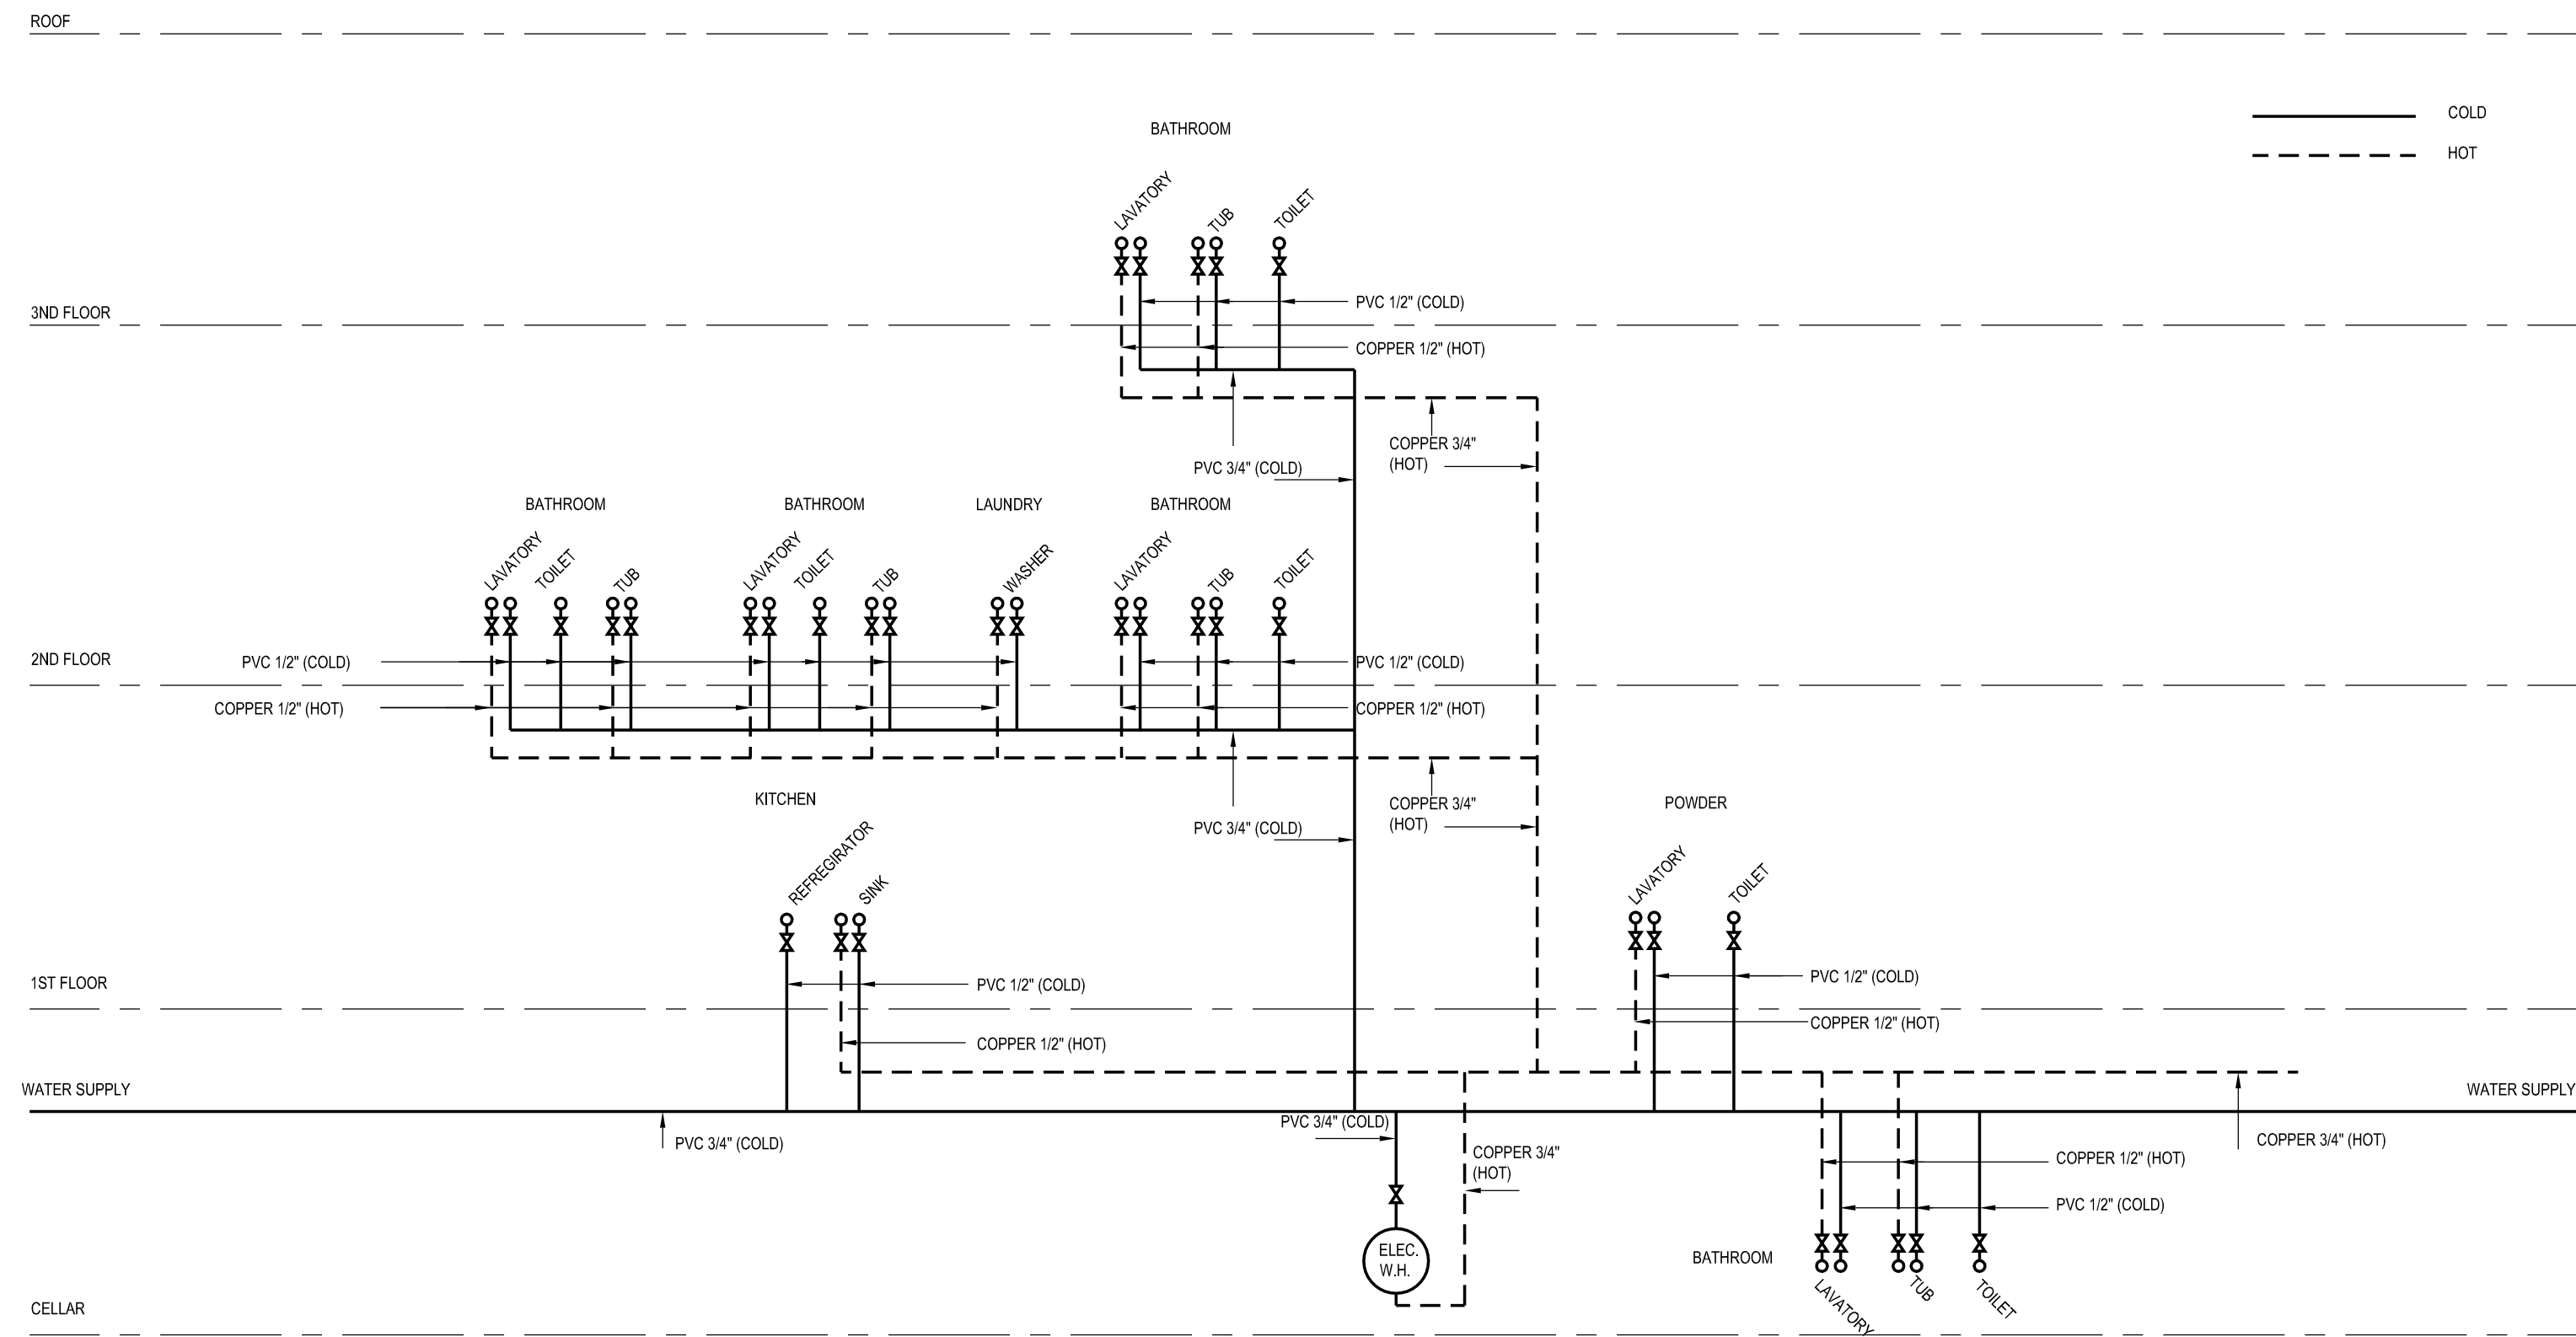 ROOF
COLD
BATHROOM
HOT
LAVATORY
TUB
TOILET
3ND FLOOR
PVC 1/2" (COLD)
COPPER 1/2" (HOT)
COPPER 3/4"
(HOT)
PVC 3/4" (COLD)
BATHROOM
BATHROOM
LAUNDRY
BATHROOM
LAVATORY
TOILET
TUB
LAVATORY
TOILET
TUB
WASHER
LAVATORY
TUB
TOILET
2ND FLOOR
PVC 1/2" (COLD)
PVC 1/2" (COLD)
COPPER 1/2" (HOT)
COPPER 1/2" (HOT)
KITCHEN
COPPER 3/4"
(HOT)
POWDER
PVC 3/4" (COLD)
REFREGIRATOR
SINK
LAVATORY
TOILET
1ST FLOOR
PVC 1/2" (COLD)
PVC 1/2" (COLD)
COPPER 1/2" (HOT)
COPPER 1/2" (HOT)
WATER SUPPLY
WATER SUPPLY
PVC 3/4" (COLD)
PVC 3/4" (COLD)
COPPER 3/4"
(HOT)
COPPER 3/4" (HOT)
COPPER 1/2" (HOT)
PVC 1/2" (COLD)
ELEC.
W.H.
BATHROOM
LAVATORY
TUB
TOILET
CELLAR